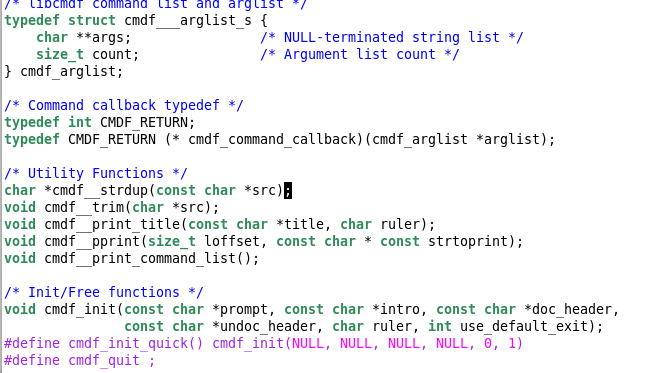 /* libcmdf command list and arglist */
typedef struct cmdf___arglist_s {
    char **args;                /* NULL-terminated string list */
    size_t count;               /* Argument list count */
} cmdf_arglist;

/* Command callback typedef */
typedef int CMDF_RETURN;
typedef CMDF_RETURN (* cmdf_command_callback)(cmdf_arglist *arglist);

/* Utility Functions */
char *cmdf__strdup(const char *src);
void cmdf__trim(char *src);
void cmdf__print_title(const char *title, char ruler);
void cmdf__pprint(size_t loffset, const char * const strtoprint);
void cmdf__print_command_list();

/* Init/Free functions */
void cmdf_init(const char *prompt, const char *intro, const char *doc_header,
               const char *undoc_header, char ruler, int use_default_exit);
#define cmdf_init_quick() cmdf_init(NULL, NULL, NULL, NULL, 0, 1)
#define cmdf_quit ;